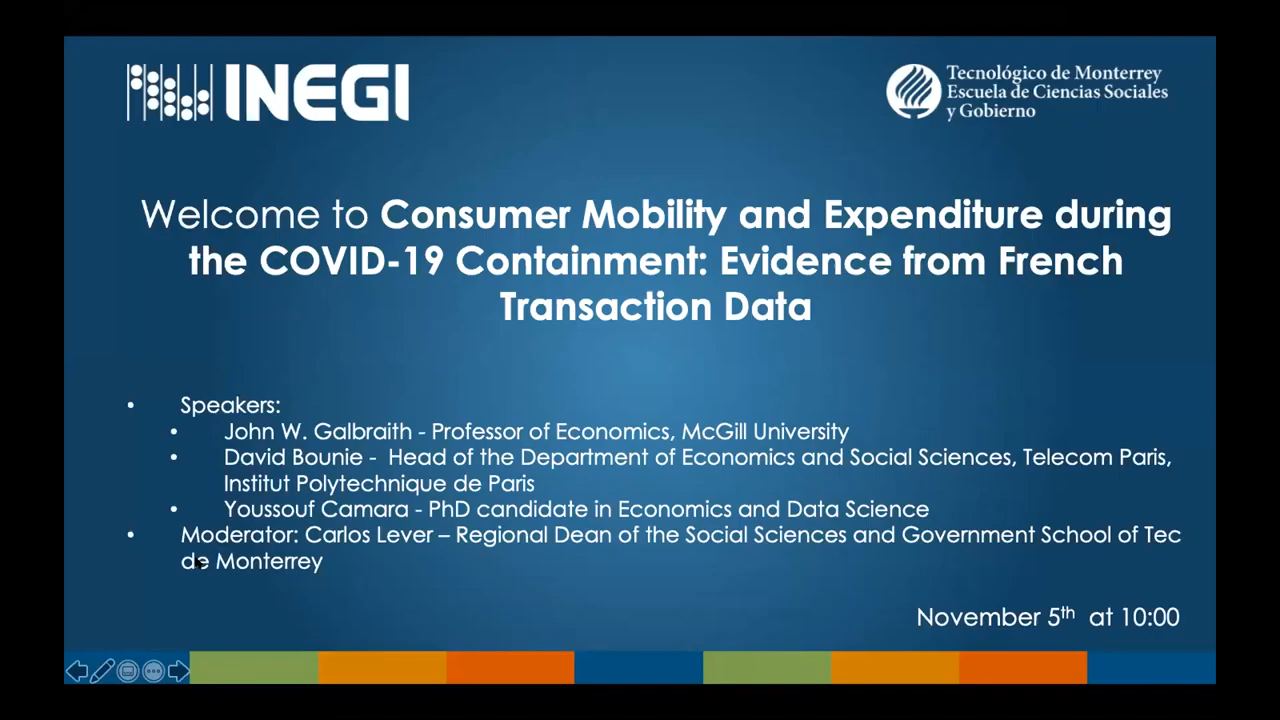 INEGI
Tecnológico de Monterrey
Escuela de Ciencias Sociales
y Gobierno
Welcome to Consumer Mobility and Expenditure during
the COVID-19 Containment: Evidence from French
Transaction Data
• Speakers:
• John W. Galbraith - Professor of Economics, McGill University
• David Bounie - Head of the Department of Economics and Social Sciences, Telecom Paris,
Institut Polytechnique de Paris
• Youssouf Camara - PhD candidate in Economics and Data Science
• Moderator: Carlos Lever – Regional Dean of the Social Sciences and Government School of Tec
de Monterrey
November 5th at 10:00